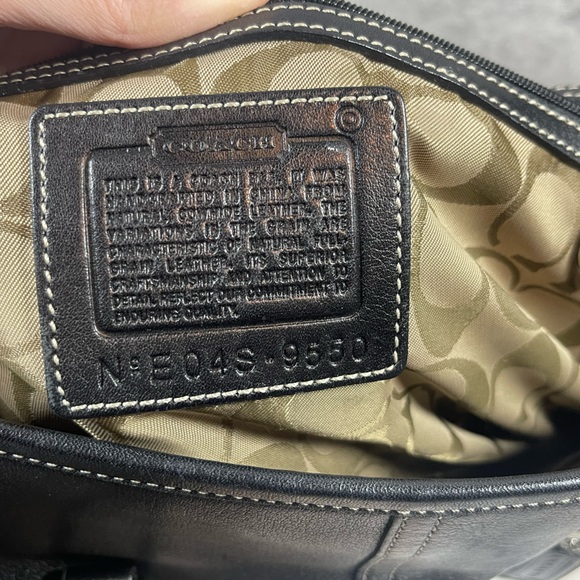 ©
COACH
THIS IS A COACH BAG. IT WAS
HANDCRAFTED IN CHINA FROM
NATURAL COWHIDE LEATHER. THE
VARIATIONS IN THE GRAIN ARE
CHARACTERISTIC OF NATURAL FULL-
GRAIN LEATHER. ITS SUPERIOR
CRAFTSMANSHIP AND ATTENTION TO
DETAIL REFLECT OUR COMMITMENT TO
ENDURING QUALITY.
Nº E04S-9550